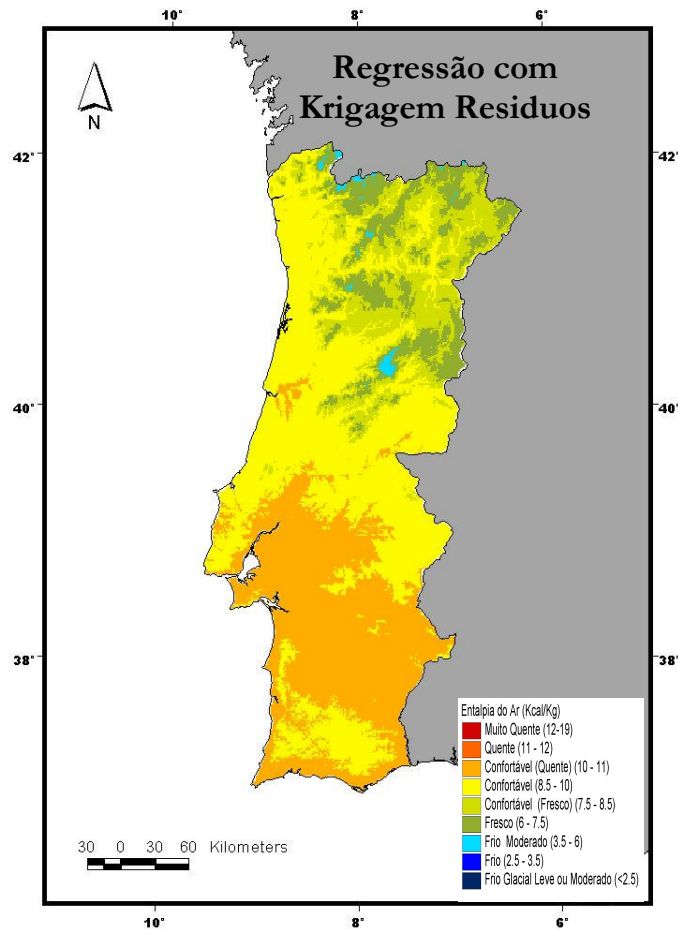 10°
8°
6°
Regressão com
Krigagem Residuos
N
42°
42°
40°
40°
38°
38°
Entalpia do Ar (Kcal/Kg)
Muito Quente (12-19)
Quente (11 - 12)
Confortável (Quente) (10 - 11)
Confortável (8.5 - 10)
Confortável (Fresco) (7.5 - 8.5)
Fresco (6 - 7.5)
Frio Moderado (3.5 - 6)
Frio (2.5 - 3.5)
Frio Glacial Leve ou Moderado (<2.5)
30 0 30 60 Kilometers
10°
8°
6°